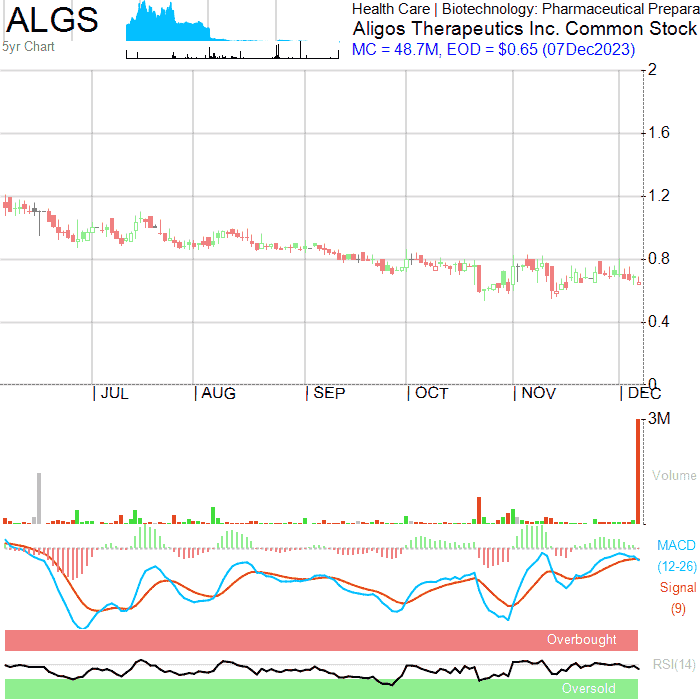 ALGS
5yr Chart
Health Care | Biotechnology: Pharmaceutical Prepara
Aligos Therapeutics Inc. Common Stock
MC = 48.7M, EOD = $0.65 (07Dec2023)
2
1.6
1.2
0.8
0.4
0
JUL AUG SEP OCT NOV DEC
3M
Volume
MACD
(12-26)
Signal
(9)
Overbought
RSI(14)
Oversold